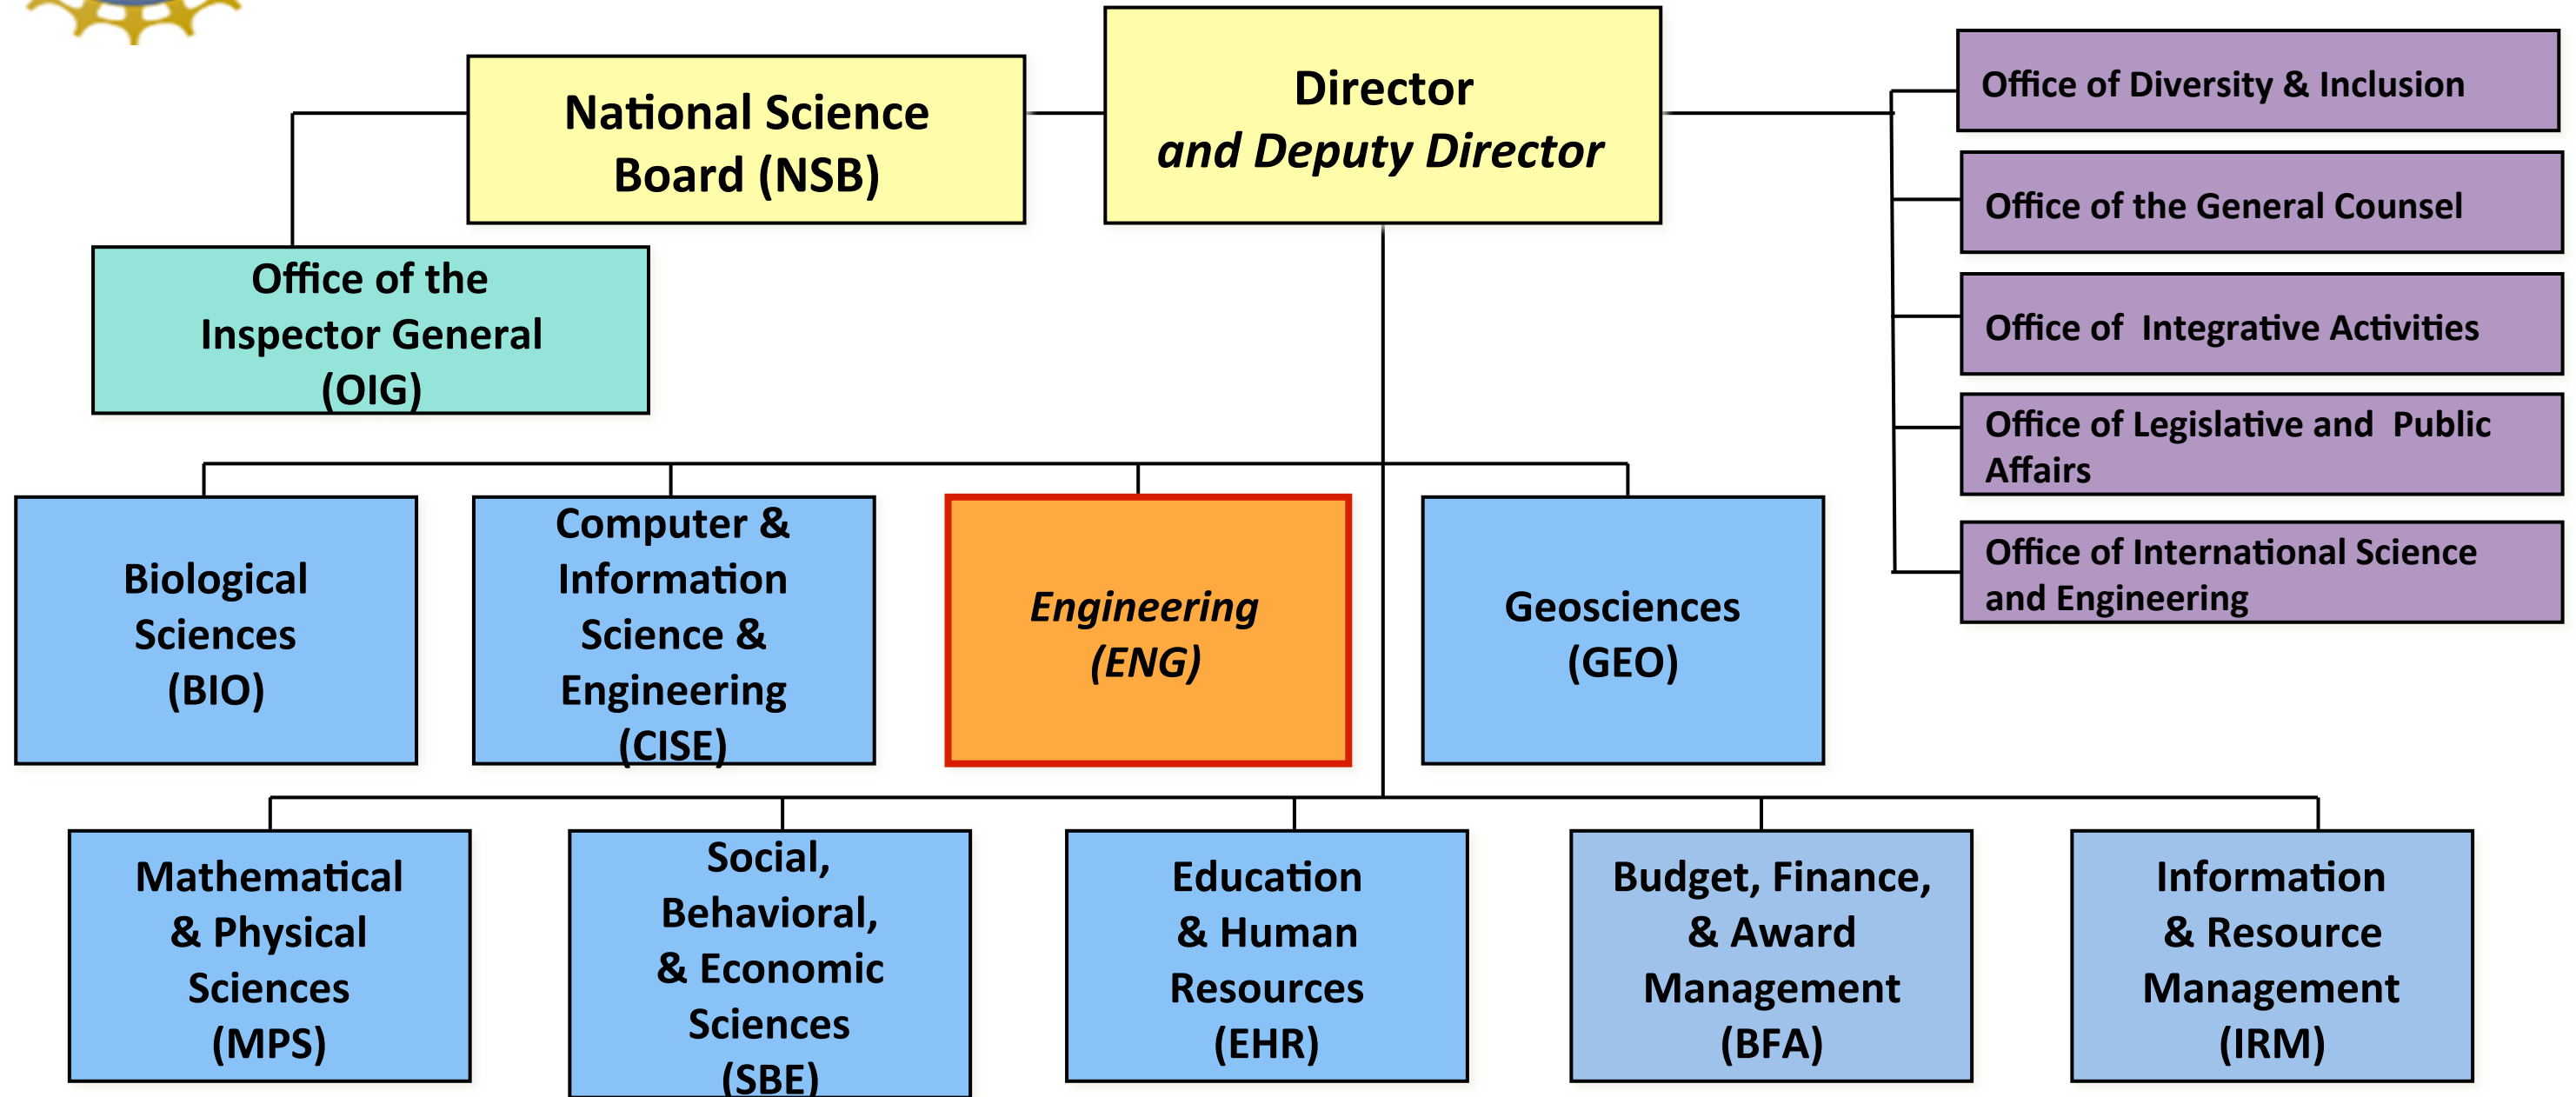 National Science
Board (NSB)
Director
and Deputy Director
Office of Diversity & Inclusion
Office of the General Counsel
Office of  Integrative Activities
Office of Legislative and  Public
Affairs
Office of International Science
and Engineering
Office of the
Inspector General
(OIG)
Biological
Sciences
(BIO)
Computer &
Information
Science &
Engineering
(CISE)
Engineering
(ENG)
Geosciences
(GEO)
Mathematical
& Physical
Sciences
(MPS)
Social,
Behavioral,
& Economic
Sciences
(SBE)
Education
& Human
Resources
(EHR)
Budget, Finance,
& Award
Management
(BFA)
Information
& Resource
Management
(IRM)